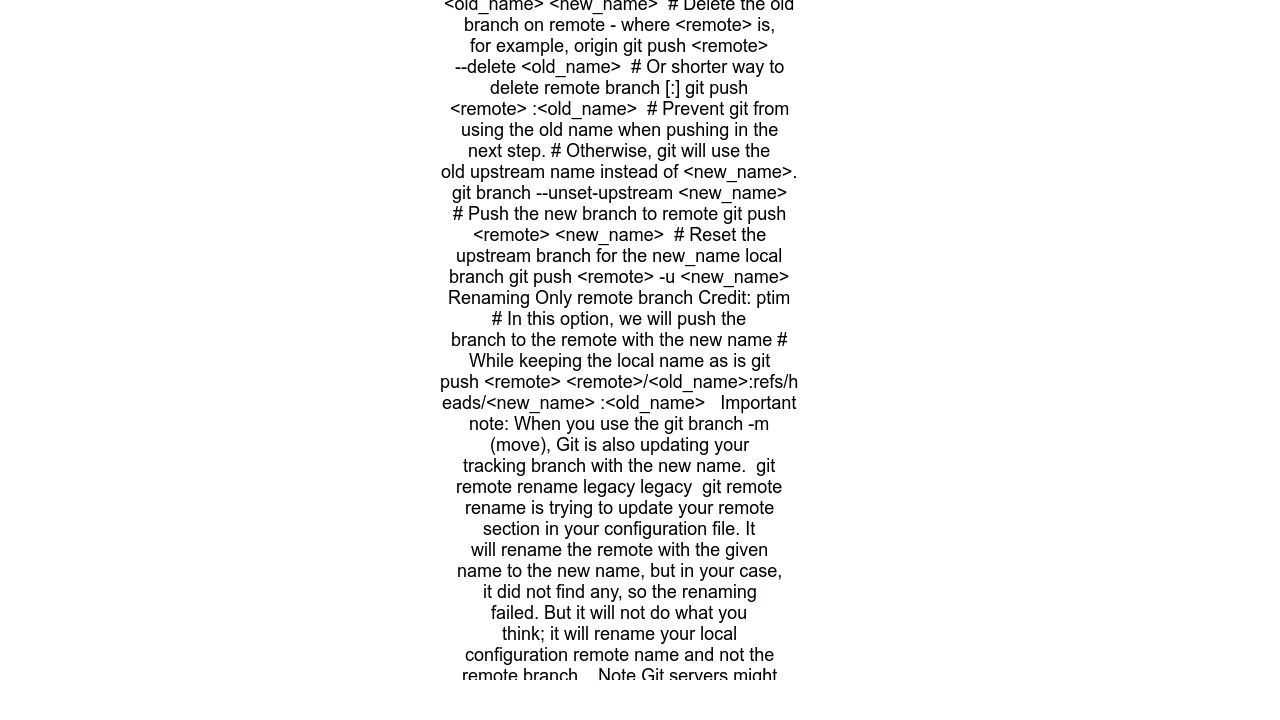 <old_name> <new_name>  # Delete the old
branch on remote - where <remote> is,
for example, origin git push <remote>
--delete <old_name>  # Or shorter way to
delete remote branch [:] git push
<remote> :<old_name>  # Prevent git from
using the old name when pushing in the
next step. # Otherwise, git will use the
old upstream name instead of <new_name>.
git branch --unset-upstream <new_name>
# Push the new branch to remote git push
<remote> <new_name>  # Reset the
upstream branch for the new_name local
branch git push <remote> -u <new_name>
Renaming Only remote branch Credit: ptim
# In this option, we will push the
branch to the remote with the new name #
While keeping the local name as is git
push <remote> <remote>/<old_name>:refs/h
eads/<new_name> :<old_name>   Important
note: When you use the git branch -m
(move), Git is also updating your
tracking branch with the new name.  git
remote rename legacy legacy  git remote
rename is trying to update your remote
section in your configuration file. It
will rename the remote with the given
name to the new name, but in your case,
it did not find any, so the renaming
failed. But it will not do what you
think; it will rename your local
configuration remote name and not the
remote branch.   Note Git servers might